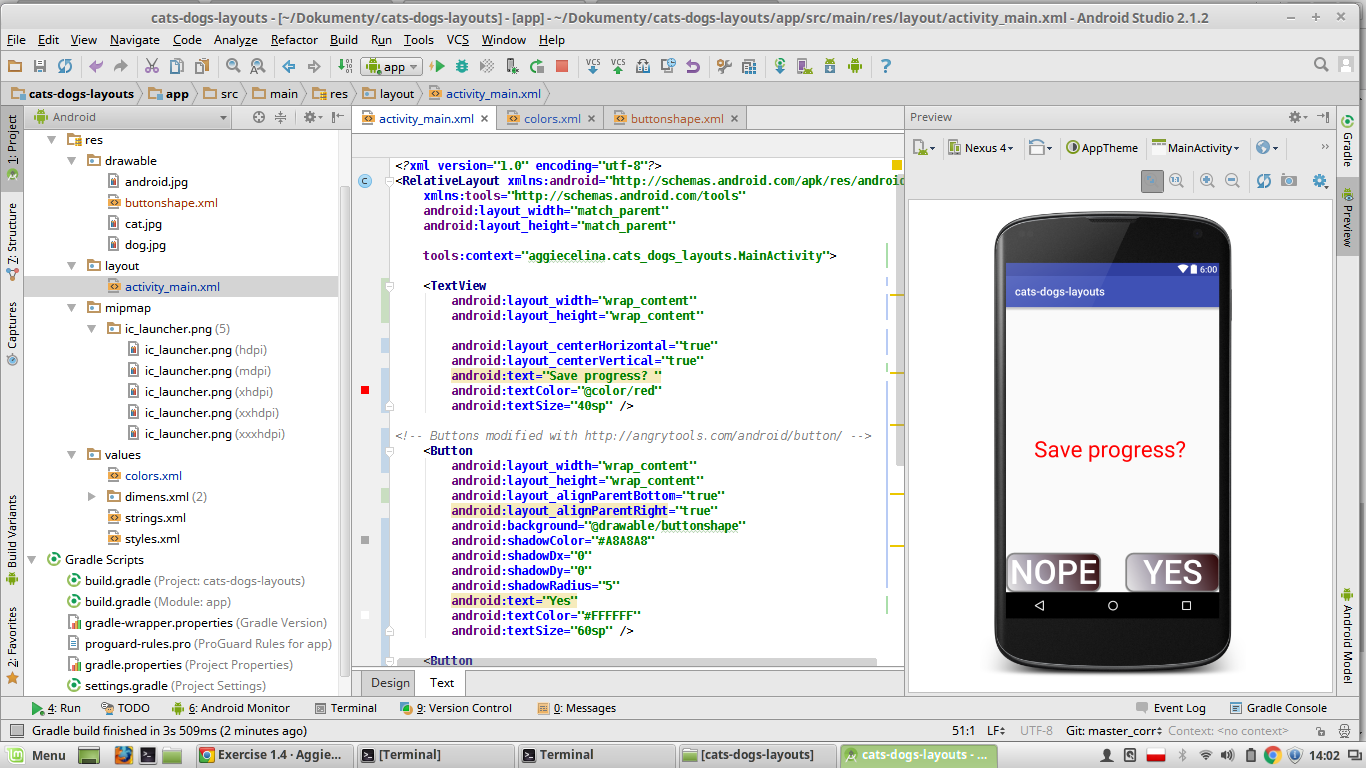 cats-dogs-layouts - [~/Dokumenty/cats-dogs-layouts] - [app] - ~/Dokumenty/cats-dogs-layouts/app/src/main/res/layout/activity_main.xml - Android Studio 2.1.2
File Edit View Navigate Code Analyze Refactor Build Run Tools VCS Window Help
app VCS VCS ?
cats-dogs-layouts app src main res layout activity_main.xml
1: Project
7: Structure
Captures
Build Variants
2: Favorites
Android
res
drawable
android.jpg
buttonshape.xml
cat.jpg
dog.jpg
layout
activity_main.xml
mipmap
ic_launcher.png (5)
ic_launcher.png (hdpi)
ic_launcher.png (mdpi)
ic_launcher.png (xhdpi)
ic_launcher.png (xxhdpi)
ic_launcher.png (xxxhdpi)
values
colors.xml
dimens.xml (2)
strings.xml
styles.xml
Gradle Scripts
build.gradle (Project: cats-dogs-layouts)
build.gradle (Module: app)
gradle-wrapper.properties (Gradle Version)
proguard-rules.pro (ProGuard Rules for app)
gradle.properties (Project Properties)
settings.gradle (Project Settings)
activity_main.xml colors.xml buttonshape.xml
C
<?xml version="1.0" encoding="utf-8"?>
<RelativeLayout xmlns:android="http://schemas.android.com/apk/res/android
xmlns:tools="http://schemas.android.com/tools"
android:layout_width="match_parent"
android:layout_height="match_parent"
tools:context="aggiecelina.cats_dogs_layouts.MainActivity">
<TextView
android:layout_width="wrap_content"
android:layout_height="wrap_content"
android:layout_centerHorizontal="true"
android:layout_centerVertical="true"
android:text="Save progress? "
android:textColor="@color/red"
android:textSize="40sp" />
<!-- Buttons modified with http://angrytools.com/android/button/ -->
<Button
android:layout_width="wrap_content"
android:layout_height="wrap_content"
android:layout_alignParentBottom="true"
android:layout_alignParentRight="true"
android:background="@drawable/buttonshape"
android:shadowColor="#A8A8A8"
android:shadowDx="0"
android:shadowDy="0"
android:shadowRadius="5"
android:text="Yes"
android:textColor="#FFFFFF"
android:textSize="60sp" />
<Button
Design Text
Preview
Nexus 4 AppTheme MainActivity
1:1
6:00
cats-dogs-layouts
Save progress?
NOPE YES
Gradle
Preview
Android Model
4: Run TODO 6: Android Monitor Terminal 9: Version Control 0: Messages Event Log Gradle Console
Gradle build finished in 3s 509ms (2 minutes ago) 51:1 LF UTF-8 Git: master_corr Context: <no context>
Menu Exercise 1.4 - Aggie... [Terminal] Terminal [cats-dogs-layouts] cats-dogs-layouts - ... 14:02